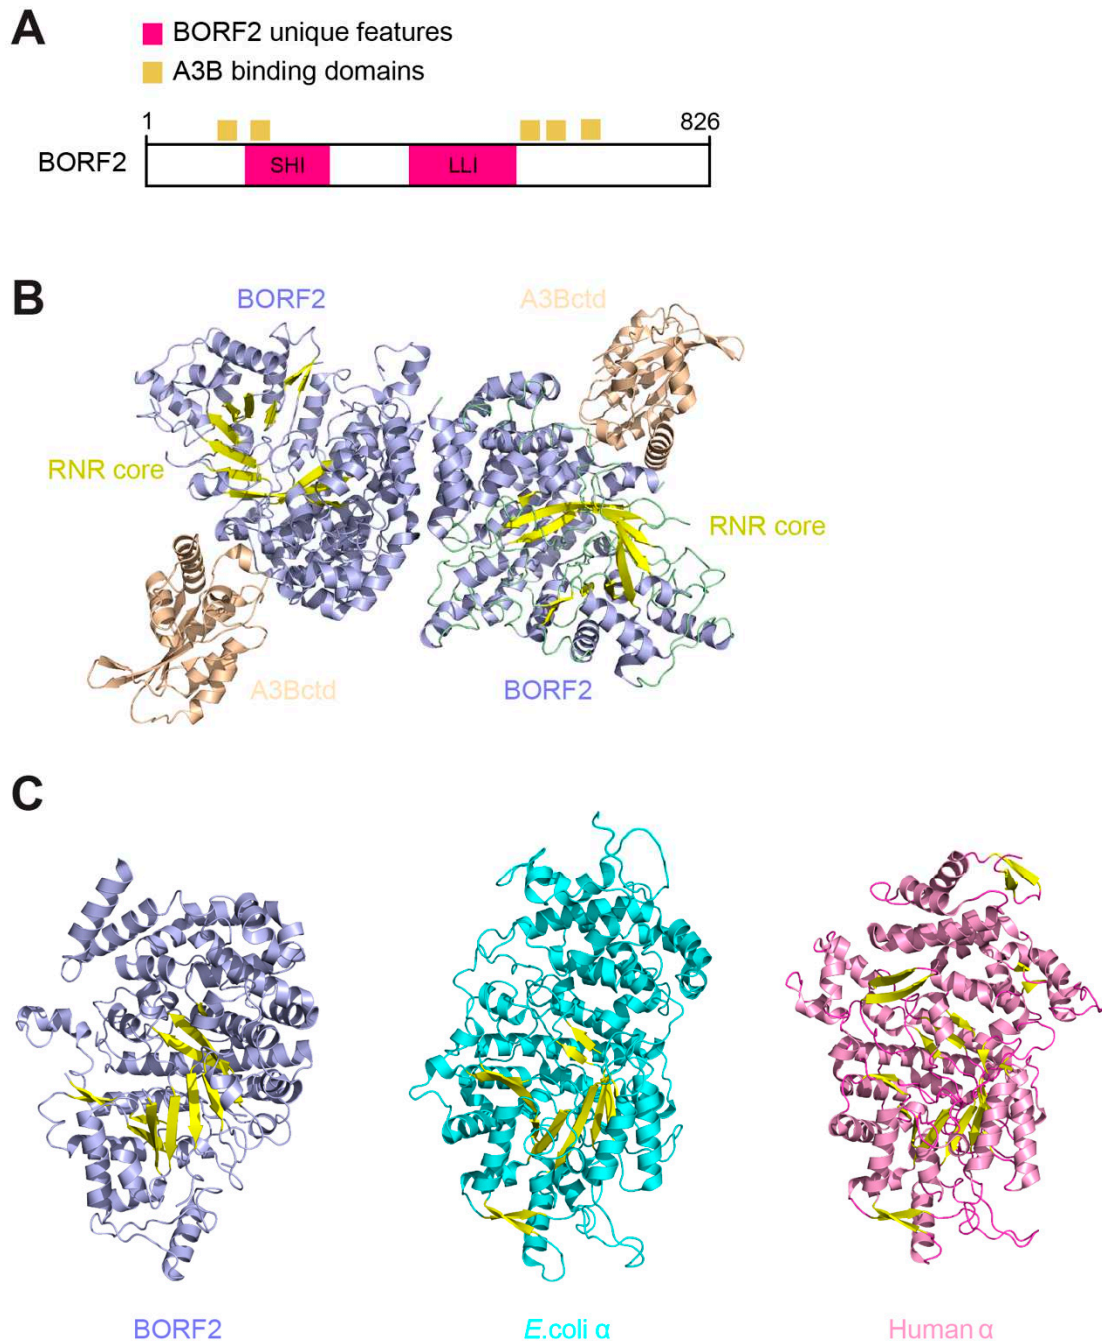 A
BORF2 unique features
A3B binding domains
1
826
BORF2
SHI
LLI
B
BORF2
A3Bctd
RNR core
RNR core
A3Bctd
BORF2
C
BORF2
E.coli α
Human α